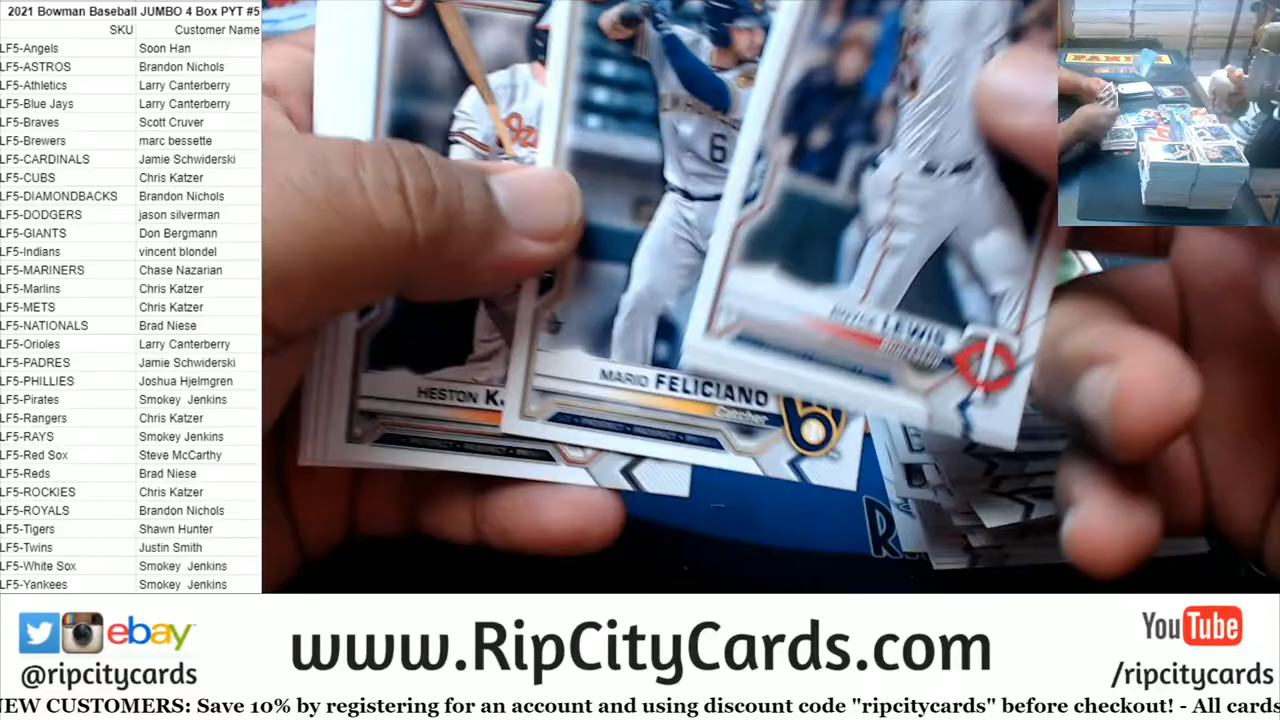 2021 Bowman Baseball JUMBO 4 Box PYT #5
SKU Customer Name
LF5-Angels Soon Han
LF5-ASTROS Brandon Nichols
LF5-Athletics Larry Canterberry
LF5-Blue Jays Larry Canterberry
LF5-Braves Scott Cruver
LF5-Brewers marc bessette
LF5-CARDINALS Jamie Schwiderski
LF5-CUBS Chris Katzer
LF5-DIAMONDBACKS Brandon Nichols
LF5-DODGERS jason silverman
LF5-GIANTS Don Bergmann
LF5-Indians vincent blondel
LF5-MARINERS Chase Nazarian
LF5-Marlins Chris Katzer
LF5-METS Chris Katzer
LF5-NATIONALS Brad Niese
LF5-Orioles Larry Canterberry
LF5-PADRES Jamie Schwiderski
LF5-PHILLIES Joshua Hjelmgren
LF5-Pirates Smokey Jenkins
LF5-Rangers Chris Katzer
LF5-RAYS Smokey Jenkins
LF5-Red Sox Steve McCarthy
LF5-Reds Brad Niese
LF5-ROCKIES Chris Katzer
LF5-ROYALS Brandon Nichols
LF5-Tigers Shawn Hunter
LF5-Twins Justin Smith
LF5-White Sox Smokey Jenkins
LF5-Yankees Smokey Jenkins
PANINI
6
LEWIS
MARIO FELICIANO
Catcher
HESTON K
ebay
@ripcitycards
www.RipCityCards.com
YouTube
/ripcitycards
NEW CUSTOMERS: Save 10% by registering for an account and using discount code "ripcitycards" before checkout! - All cards